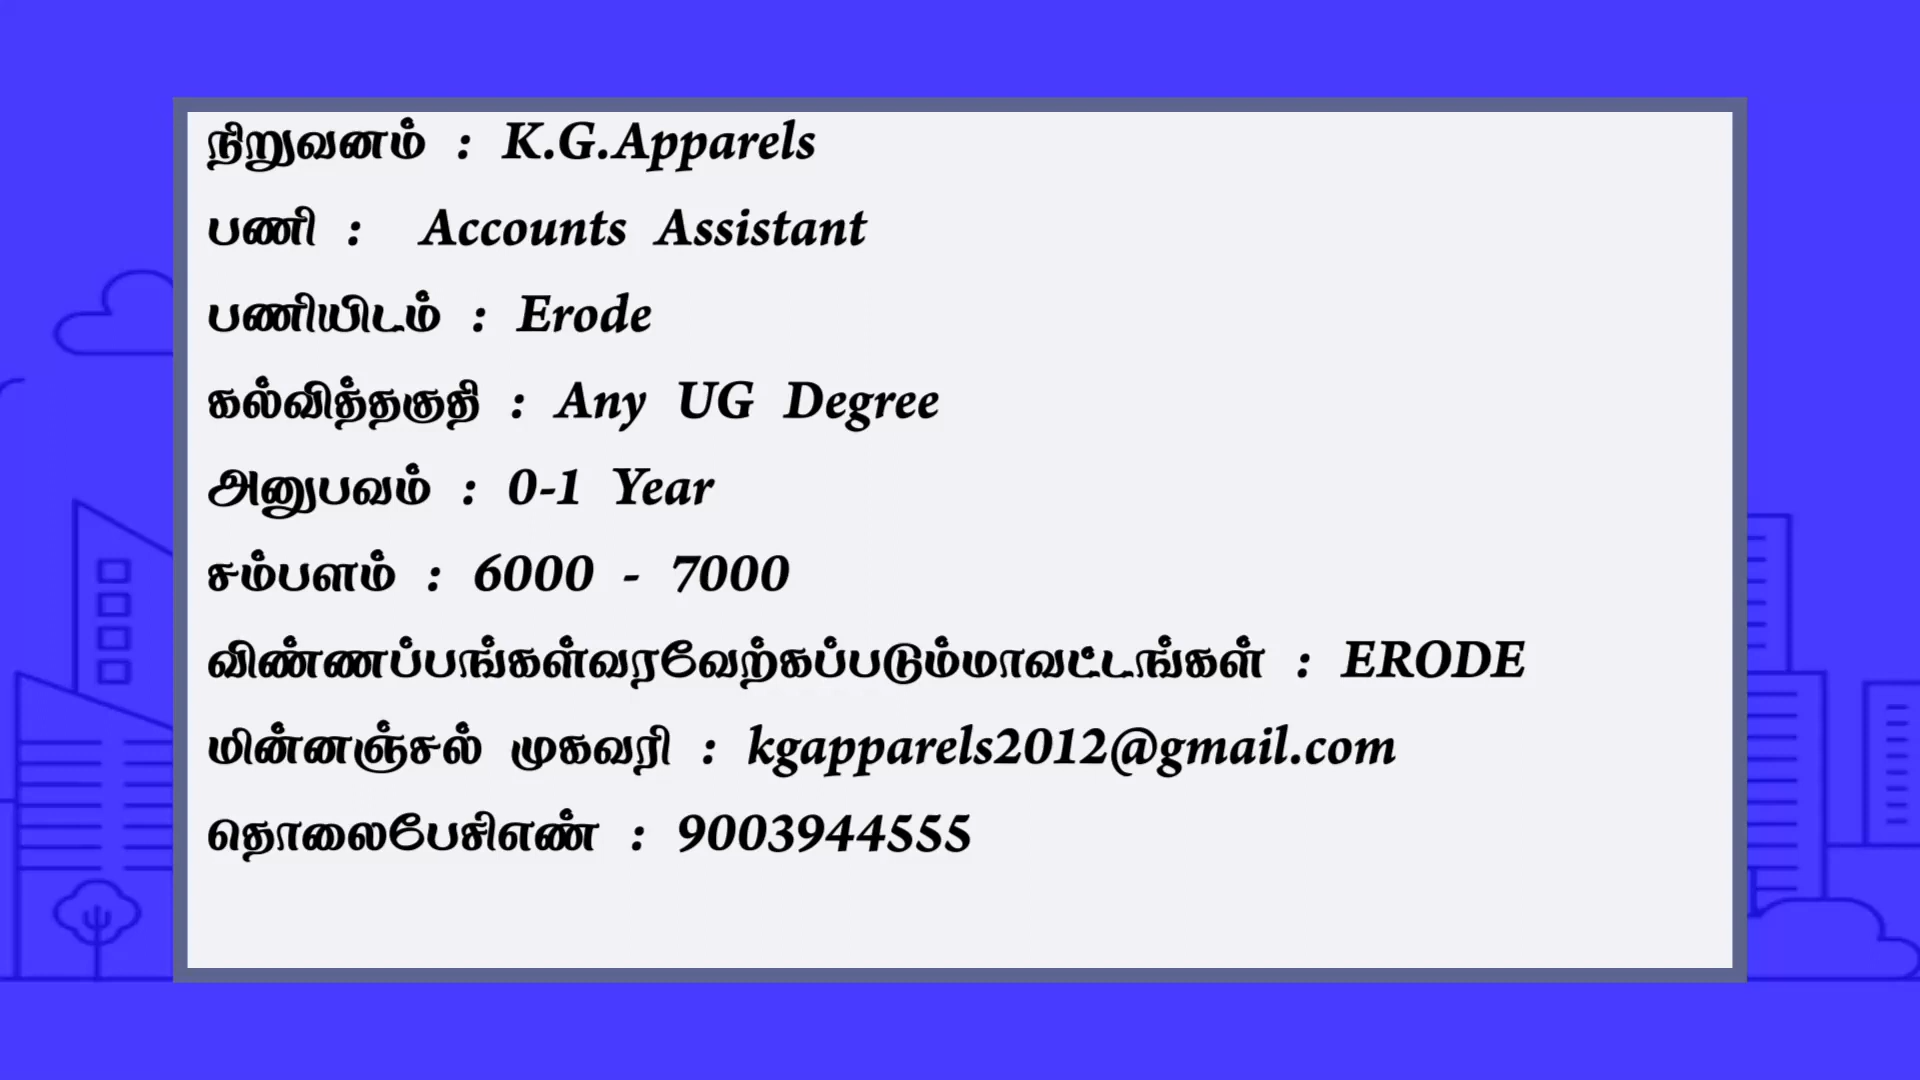 நிறுவனம் : K.G.Apparels
பணி : Accounts Assistant
பணியிடம் : Erode
கல்வித்தகுதி : Any UG Degree
அனுபவம் : 0-1 Year
சம்பளம் : 6000 - 7000
விண்ணப்பங்கள்வரவேற்கப்படும்மாவட்டங்கள் : ERODE
மின்னஞ்சல் முகவரி : kgapparels2012@gmail.com
தொலைபேசிஎண் : 9003944555